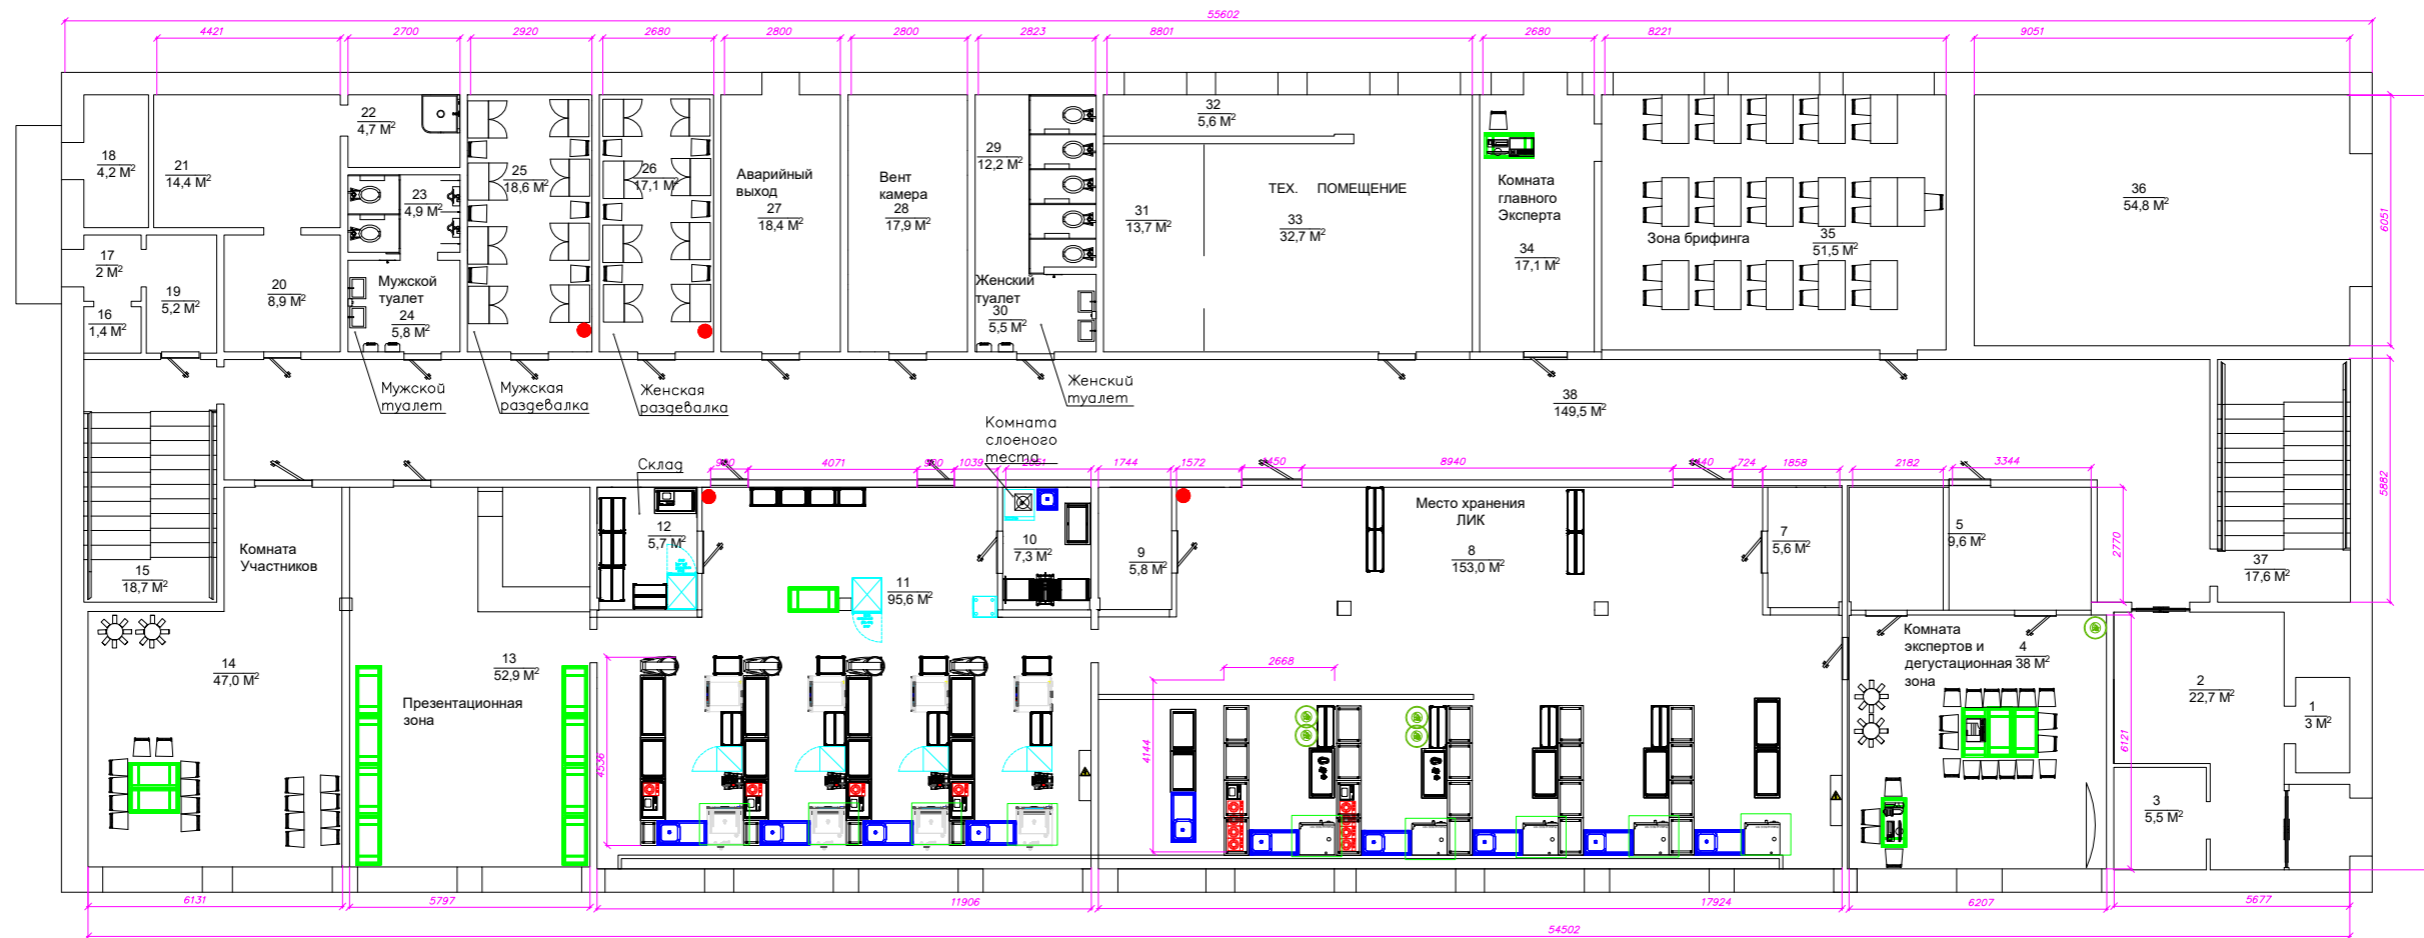 55602
4421
2700
2920
2680
2800
2800
2823
8801
2680
8221
9051
18
4,2 М²
21
14,4 М²
22
4,7 М²
23
4,9 М²
25
18,6 М²
26
17,1 М²
Аварийный
выход
27
18,4 М²
Вент
камера
28
17,9 М²
29
12,2 М²
32
5,6 М²
31
13,7 М²
ТЕХ. ПОМЕЩЕНИЕ
33
32,7 М²
Комната
главного
Эксперта
34
17,1 М²
Зона брифинга
35
51,5 М²
36
54,8 М²
6051
17
2 М²
16
1,4 М²
19
5,2 М²
20
8,9 М²
Мужской
туалет
24
5,8 М²
Женский
туалет
30
5,5 М²
Мужской
туалет
Мужская
раздевалка
Женская
раздевалка
Женский
туалет
38
149,5 М²
5882
Комната
слоеного
теста
Склад
4071
1039
1744
1572
8940
724
1858
2182
3344
2770
15
18,7 М²
Комната
Участников
12
5,7 М²
11
95,6 М²
10
7,3 М²
9
5,8 М²
Место хранения
ЛИК
8
153,0 М²
7
5,6 М²
5
9,6 М²
37
17,6 М²
14
47,0 М²
13
52,9 М²
Презентационная
зона
Комната
экспертов и
дегустационная
зона
4
38 М²
2
22,7 М²
1
3 М²
3
5,5 М²
2668
4536
4144
6121
6131
5797
11906
17924
6207
5677
54502